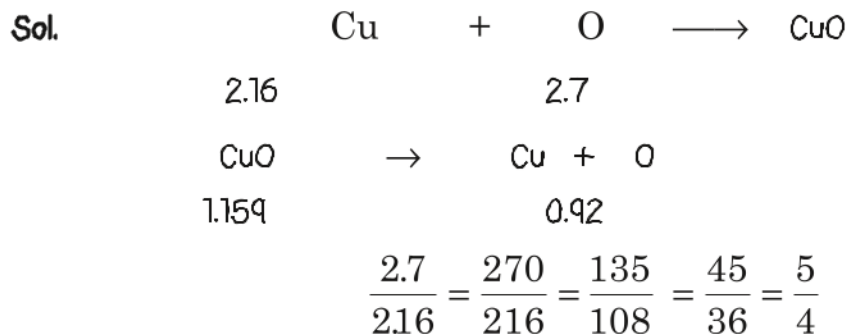 Sol. Cu + O ⟶ CuO
2.16 2.7
CuO → Cu + O
1.159 0.92
2.7/2.16 = 270/216 = 135/108 = 45/36 = 5/4